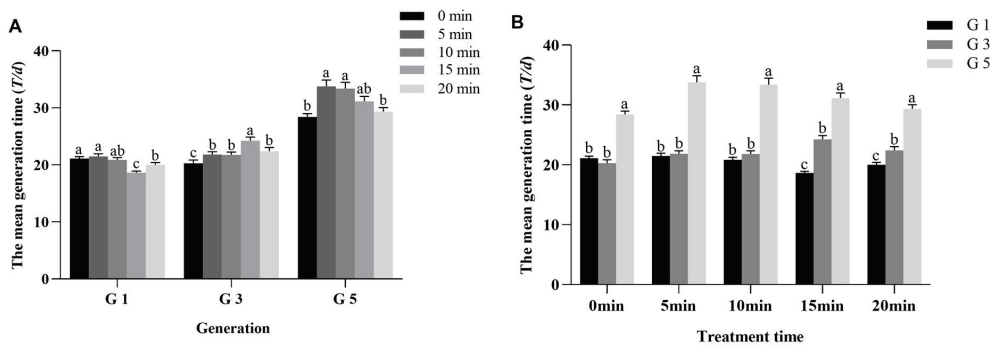 A
The mean generation time (T/d)
40
30
20
10
0
0 min
5 min
10 min
15 min
20 min
a a ab c b
c b b a b
b a a ab b
G 1 G 3 G 5
Generation
B
The mean generation time (T/d)
40
30
20
10
0
G 1
G 3
G 5
b b a
b b a
b b a
c b a
c b a
0min 5min 10min 15min 20min
Treatment time